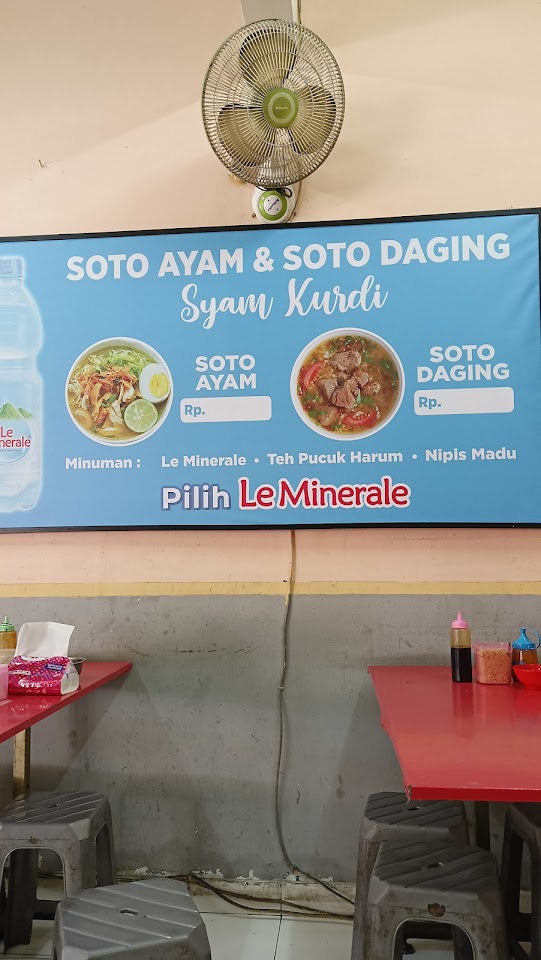 SOTO AYAM & SOTO DAGING
Syam Kurdi
SOTO
AYAM
Rp.
SOTO
DAGING
Rp.
Le
Minuman : Le Minerale • Teh Pucuk Harum • Nipis Madu
Pilih Le Minerale